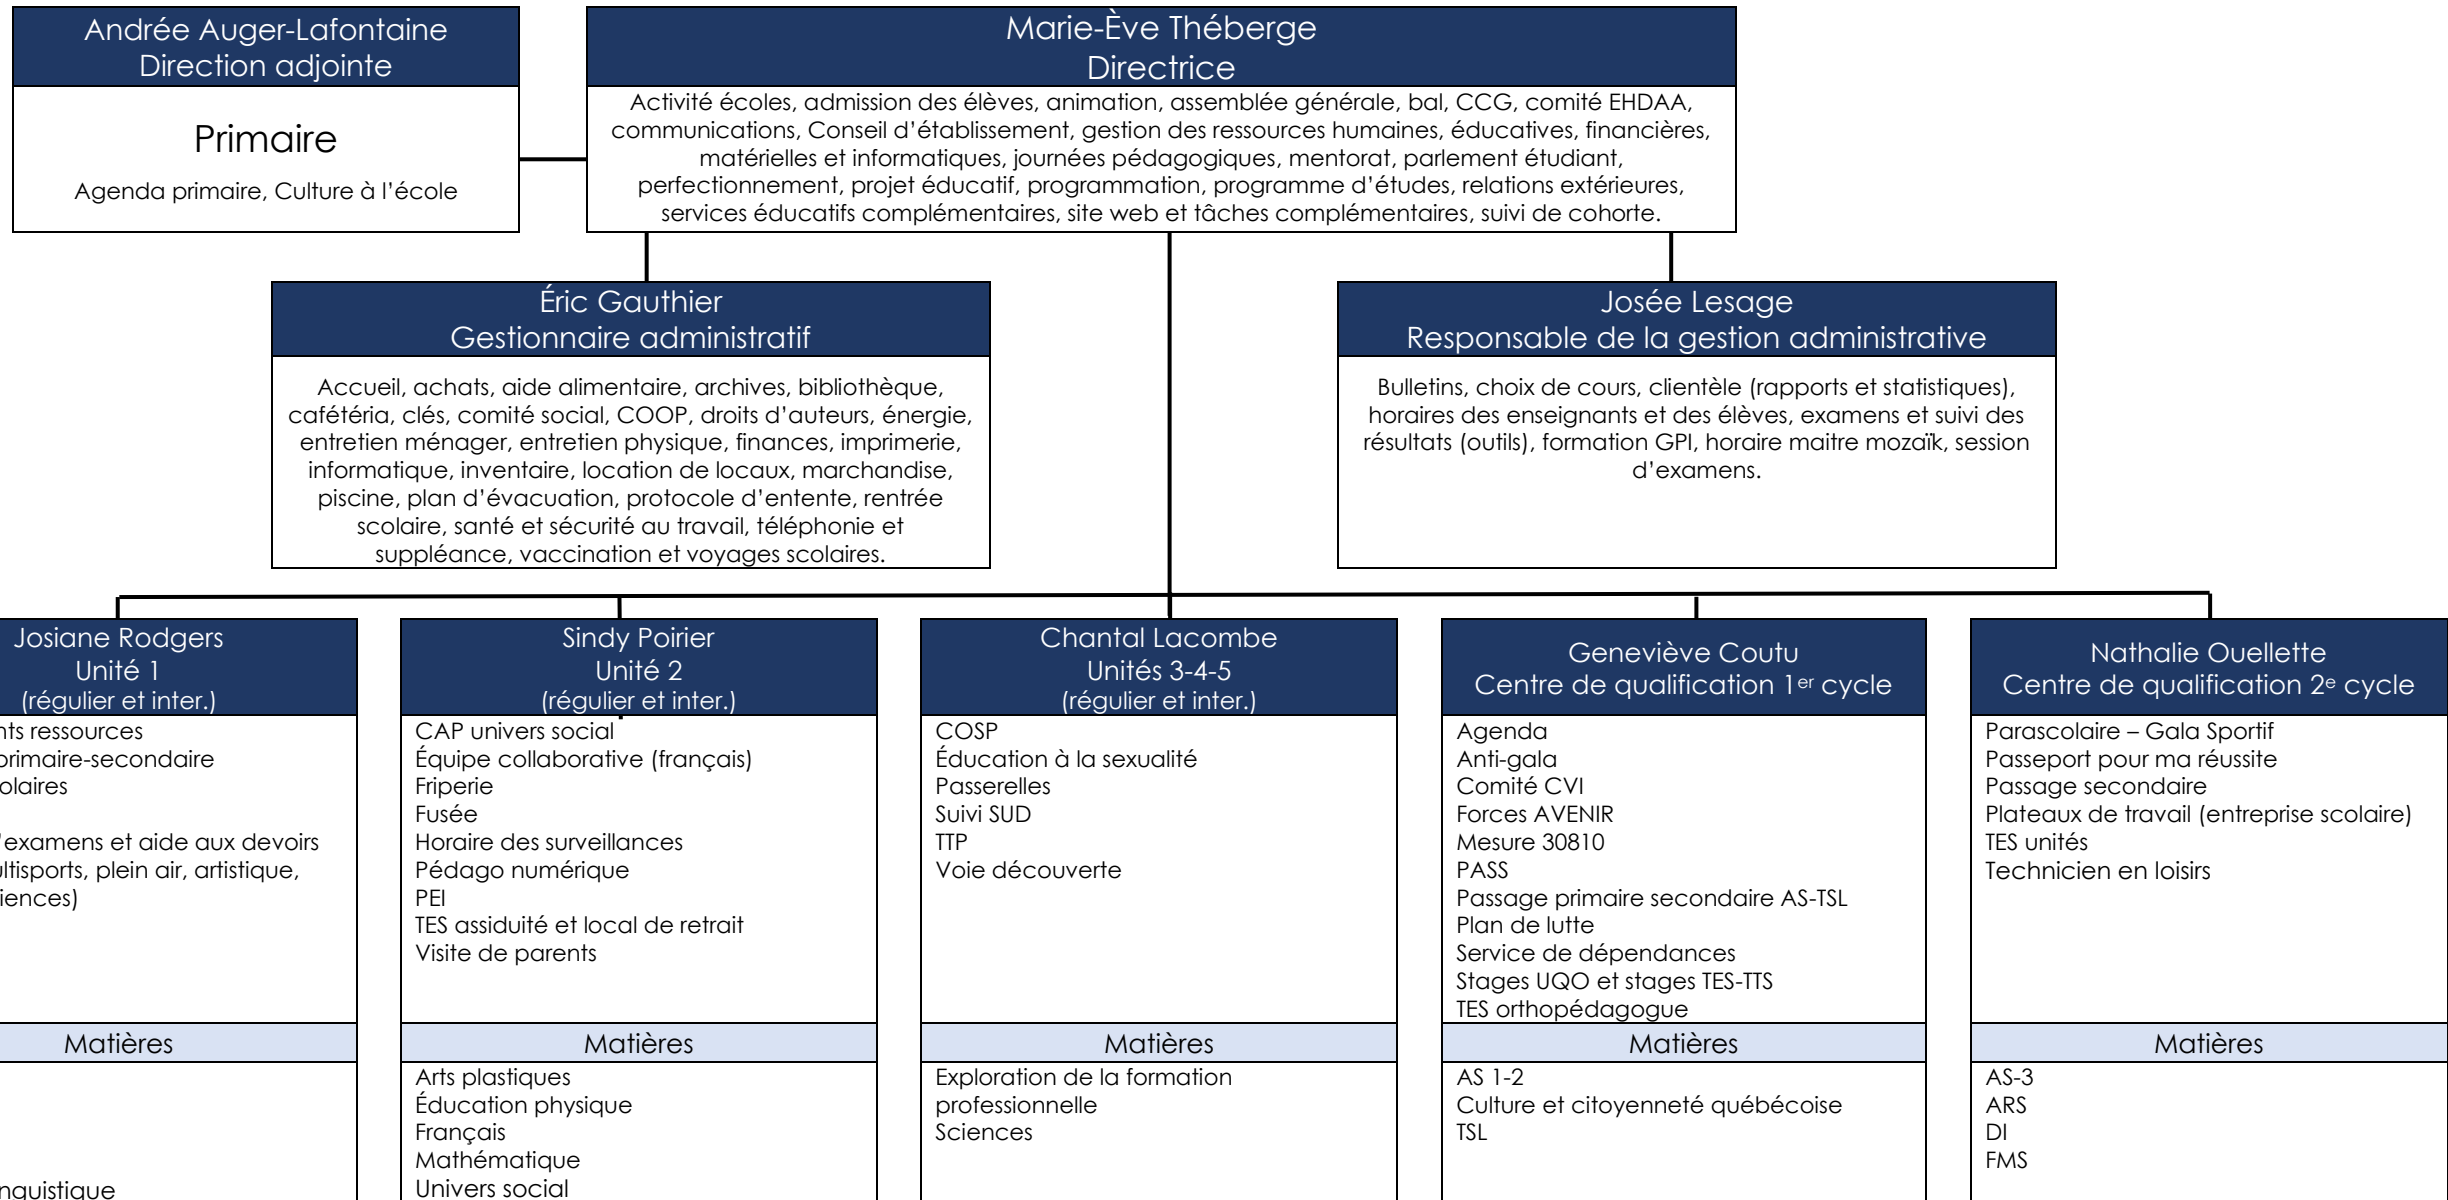 Andrée Auger-Lafontaine
Direction adjointe
Primaire
Agenda primaire, Culture à l'école
Marie-Ève Théberge
Directrice
Activité écoles, admission des élèves, animation, assemblée générale, bal, CCG, comité EHDAA,
communications, Conseil d'établissement, gestion des ressources humaines, éducatives, financières,
matérielles et informatiques, journées pédagogiques, mentorat, parlement étudiant,
perfectionnement, projet éducatif, programmation, programme d'études, relations extérieures,
services éducatifs complémentaires, site web et tâches complémentaires, suivi de cohorte.
Éric Gauthier
Gestionnaire administratif
Accueil, achats, aide alimentaire, archives, bibliothèque,
cafétéria, clés, comité social, COOP, droits d'auteurs, énergie,
entretien ménager, entretien physique, finances, imprimerie,
informatique, inventaire, location de locaux, marchandise,
piscine, plan d'évacuation, protocole d'entente, rentrée
scolaire, santé et sécurité au travail, téléphonie et
suppléance, vaccination et voyages scolaires.
Josée Lesage
Responsable de la gestion administrative
Bulletins, choix de cours, clientèle (rapports et statistiques),
horaires des enseignants et des élèves, examens et suivi des
résultats (outils), formation GPI, horaire maitre mozaïk, session
d'examens.
Josiane Rodgers
Unité 1
(régulier et inter.)
ressources
primaire-secondaire
examens et aide aux devoirs
plein air, artistique,
Matières
Sindy Poirier
Unité 2
(régulier et inter.)
CAP univers social
Équipe collaborative (français)
Friperie
Fusée
Horaire des surveillances
Pédago numérique
PEI
TES assiduité et local de retrait
Visite de parents
Matières
Arts plastiques
Éducation physique
Français
Mathématique
Univers social
Chantal Lacombe
Unités 3-4-5
(régulier et inter.)
COSP
Éducation à la sexualité
Passerelles
Suivi SUD
TTP
Voie découverte
Matières
Exploration de la formation
professionnelle
Sciences
Geneviève Coutu
Centre de qualification 1er cycle
Agenda
Anti-gala
Comité CVI
Forces AVENIR
Mesure 30810
PASS
Passage primaire secondaire AS-TSL
Plan de lutte
Service de dépendances
Stages UQO et stages TES-TTS
TES orthopédagogue
Matières
AS 1-2
Culture et citoyenneté québécoise
TSL
Nathalie Ouellette
Centre de qualification 2e cycle
Parascolaire – Gala Sportif
Passeport pour ma réussite
Passage secondaire
Plateaux de travail (entreprise scolaire)
TES unités
Technicien en loisirs
Matières
AS-3
ARS
DI
FMS